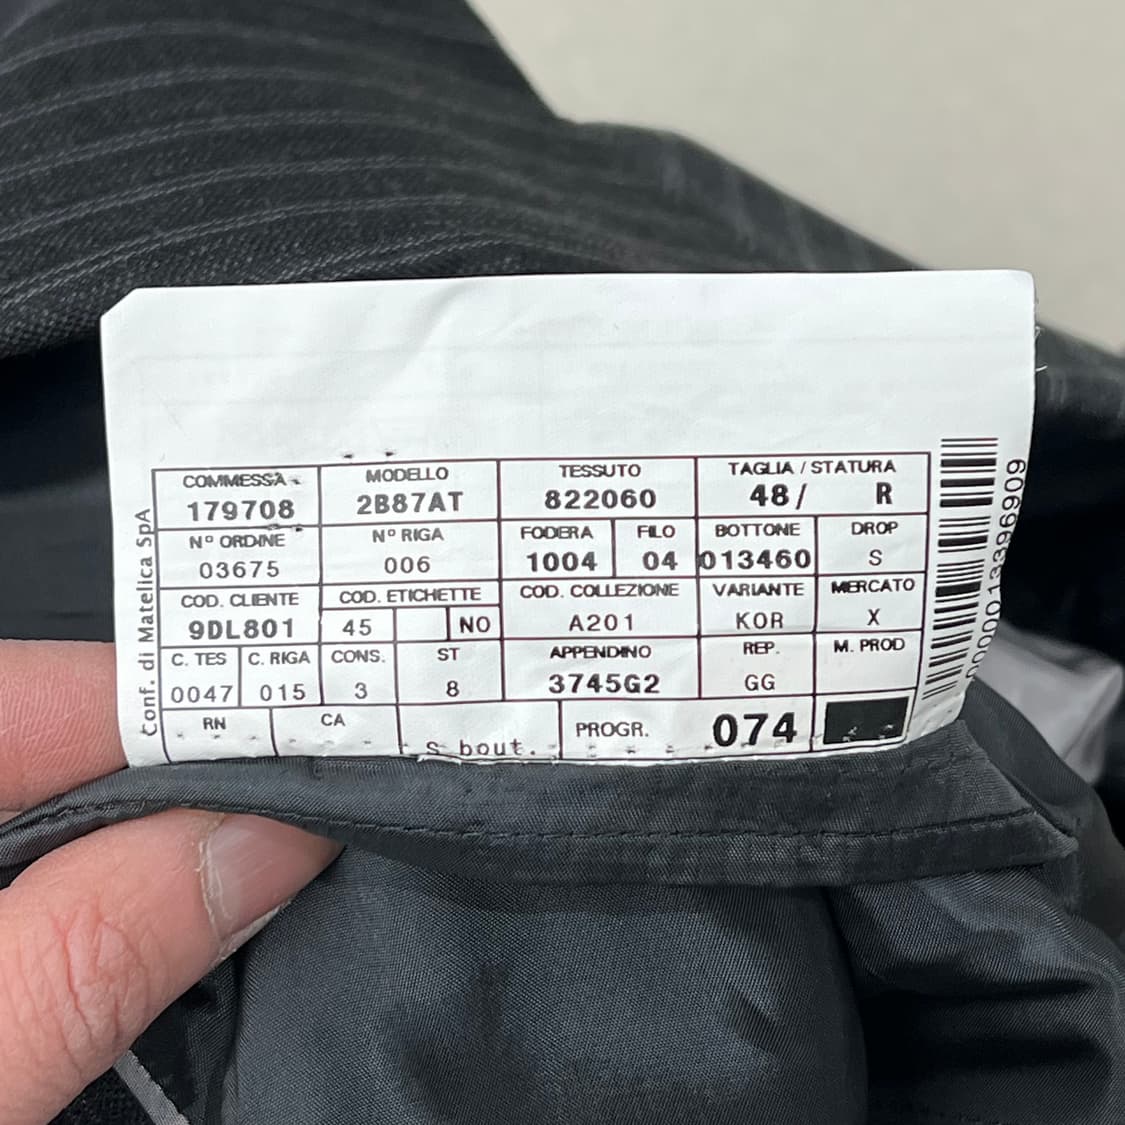 COMMESSA MODELLO TESSUTO TAGLIA / STATURA
179708 2B87AT 822060 48/ R
Nº ORDINE Nº RIGA FODERA FILO BOTTONE DROP
03675 006 1004 04 013460 S
COD. CLIENTE COD. ETICHETTE COD. COLLEZIONE VARIANTE MERCATO
9DL801 45 NO A201 KOR X
C. TES C. RIGA CONS. ST APPENDINO REP. M. PROD
0047 015 3 8 3745G2 GG
RN CA S bout. PROGR. 074
Conf. di Matelica SpA
0000013396909